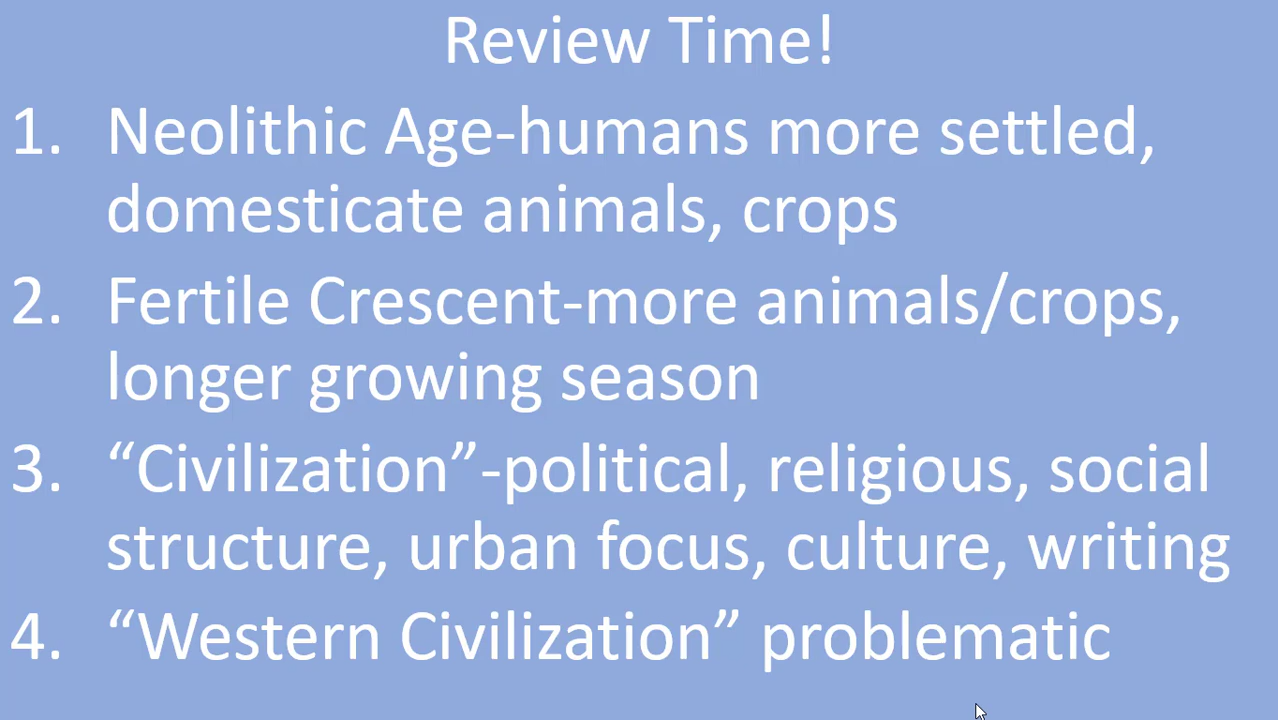 Review Time!
1. Neolithic Age-humans more settled,
domesticate animals, crops
2. Fertile Crescent-more animals/crops,
longer growing season
3. “Civilization”-political, religious, social
structure, urban focus, culture, writing
4. “Western Civilization” problematic